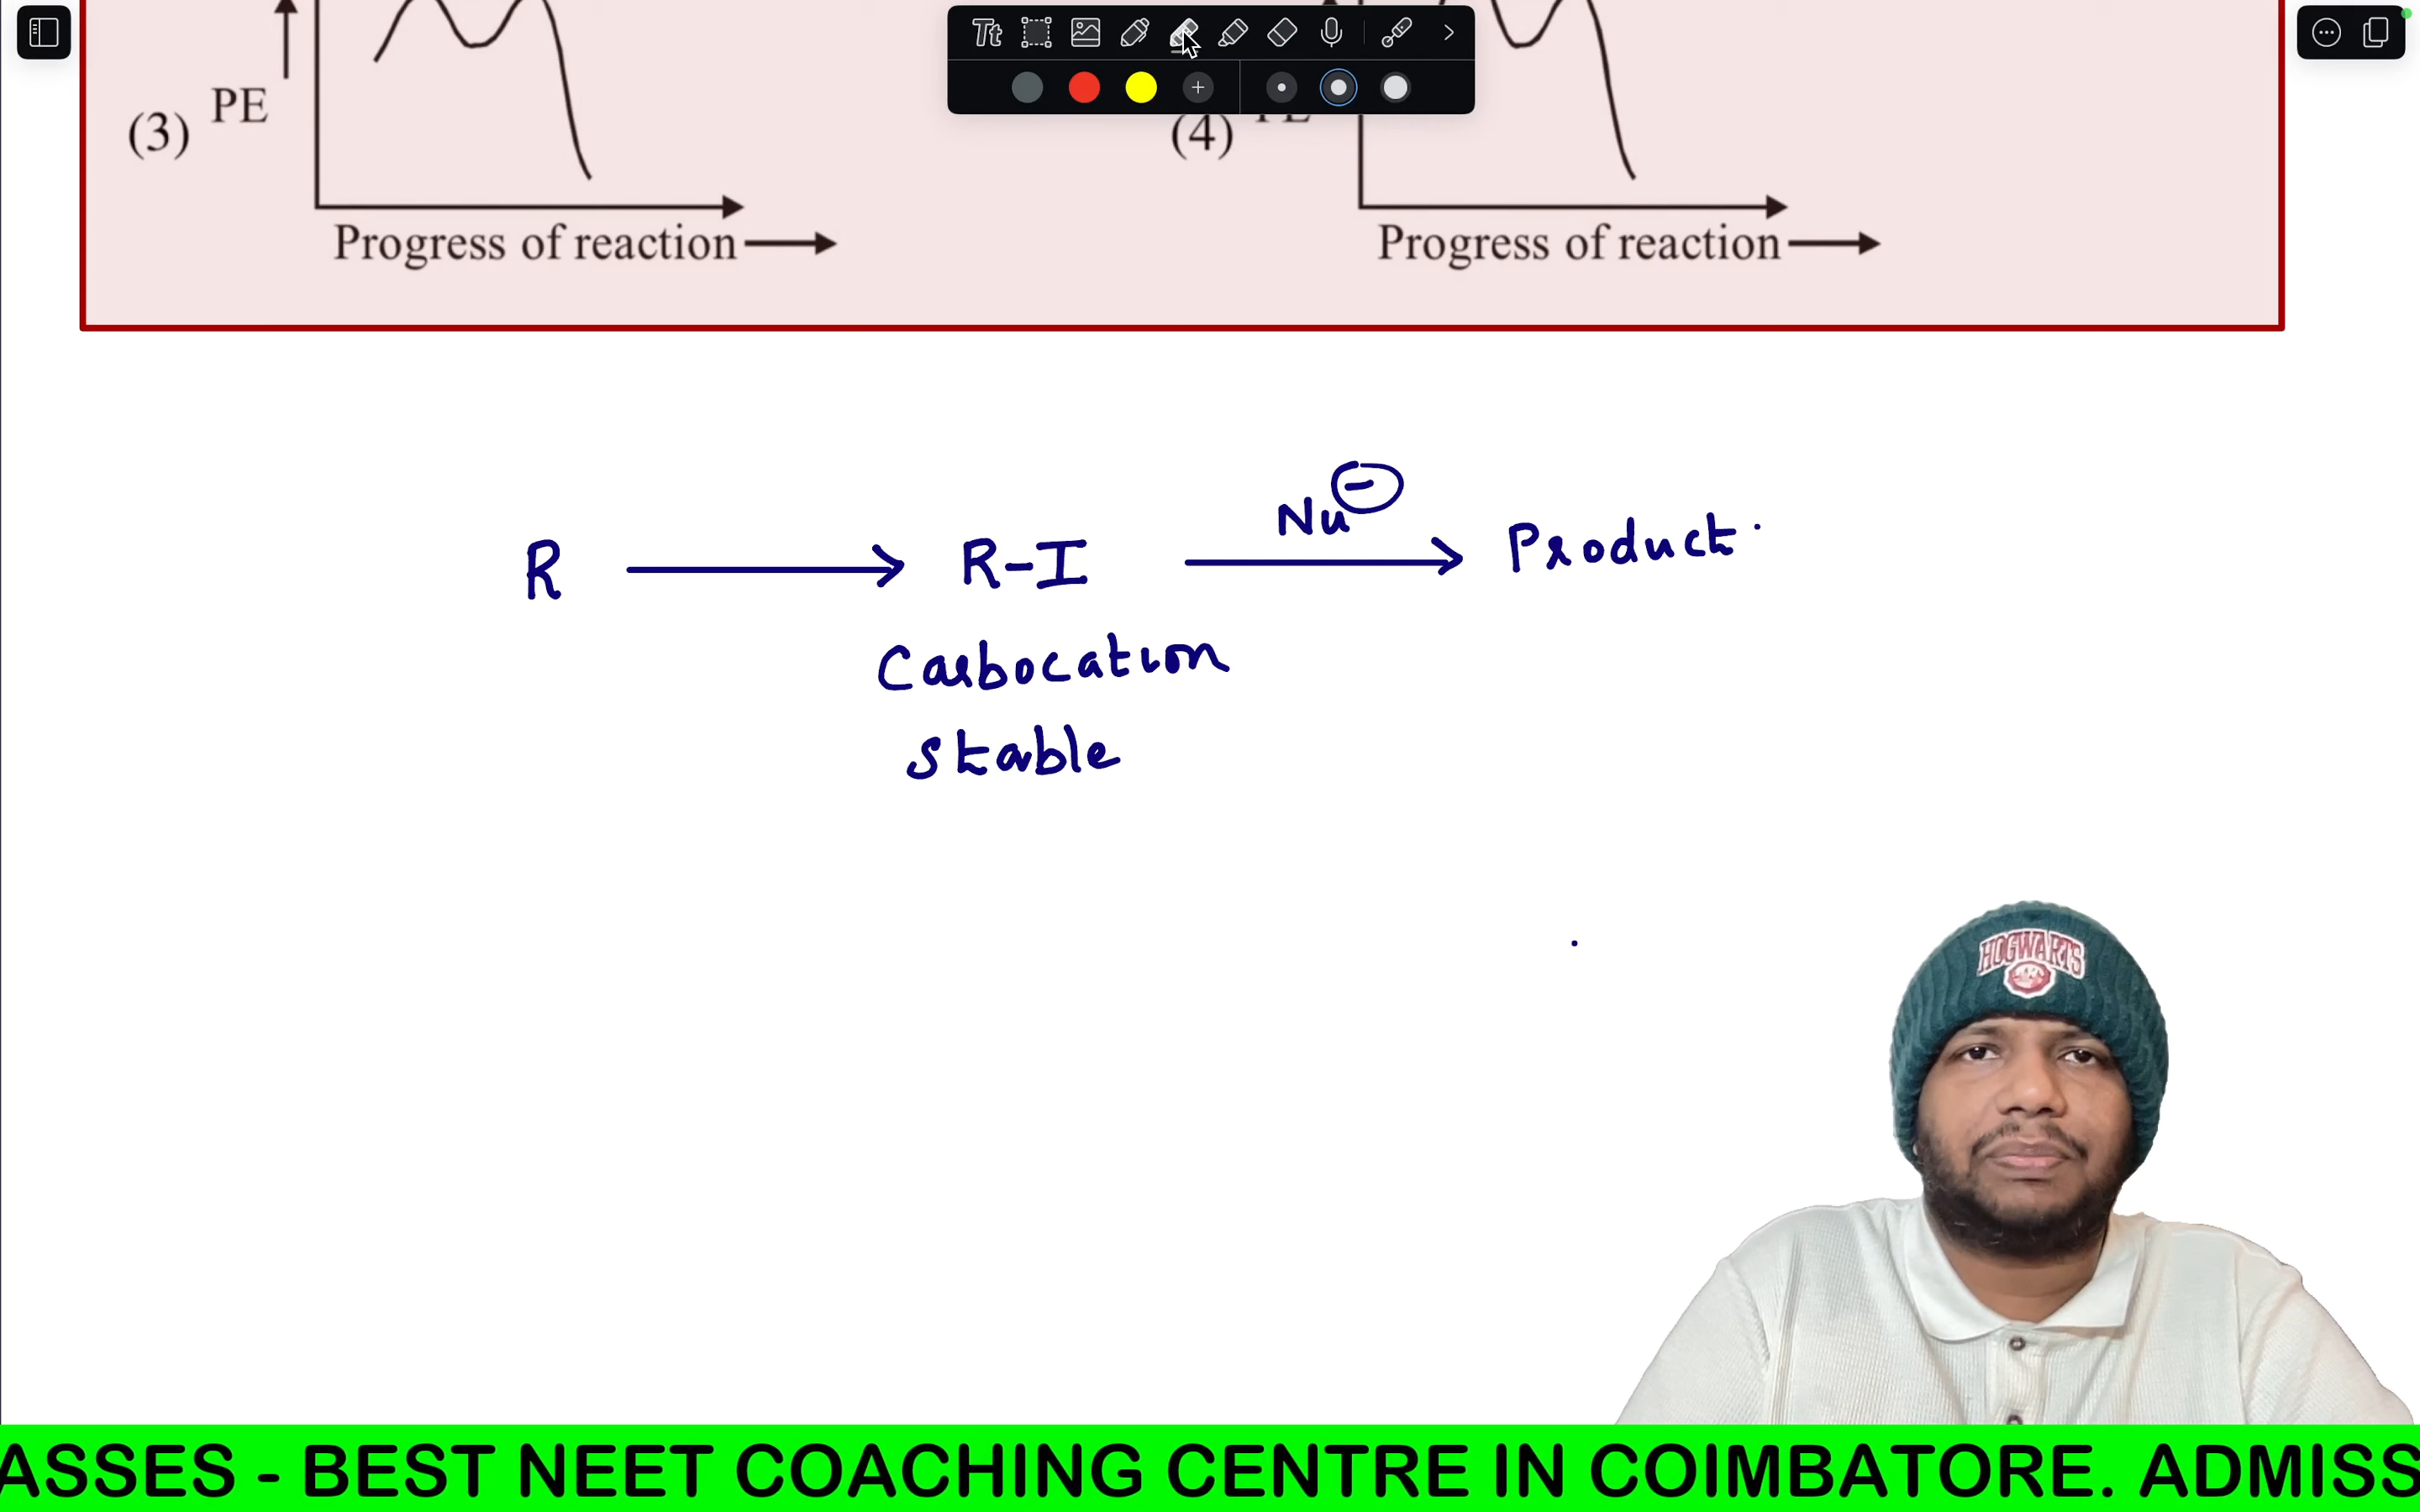 Tt
PE
(3)
(4)
Progress of reaction
Progress of reaction
R R-I Nu⊖ Product
Carbocation
stable
HOGWARTS
ASSES - BEST NEET COACHING CENTRE IN COIMBATORE. ADMISS